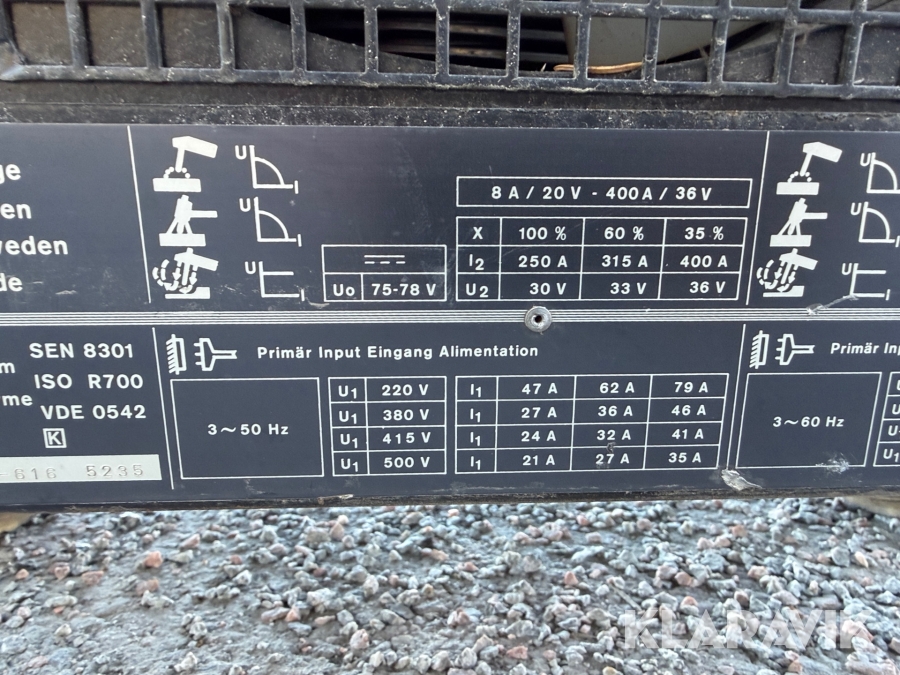 ge
en
weden
de
U I
U I
U I
Uo 75-78 V
8 A / 20 V - 400 A / 36 V
X 100 % 60 % 35 %
I2 250 A 315 A 400 A
U2 30 V 33 V 36 V
U I
U I
U I
m SEN 8301
ISO R700
me VDE 0542
K
-616 5235
Primär Input Eingang Alimentation
3~50 Hz
U1 220 V I1 47 A 62 A 79 A
U1 380 V I1 27 A 36 A 46 A
U1 415 V I1 24 A 32 A 41 A
U1 500 V I1 21 A 27 A 35 A
Primär Inp
3~60 Hz
U1
KLARAVIK